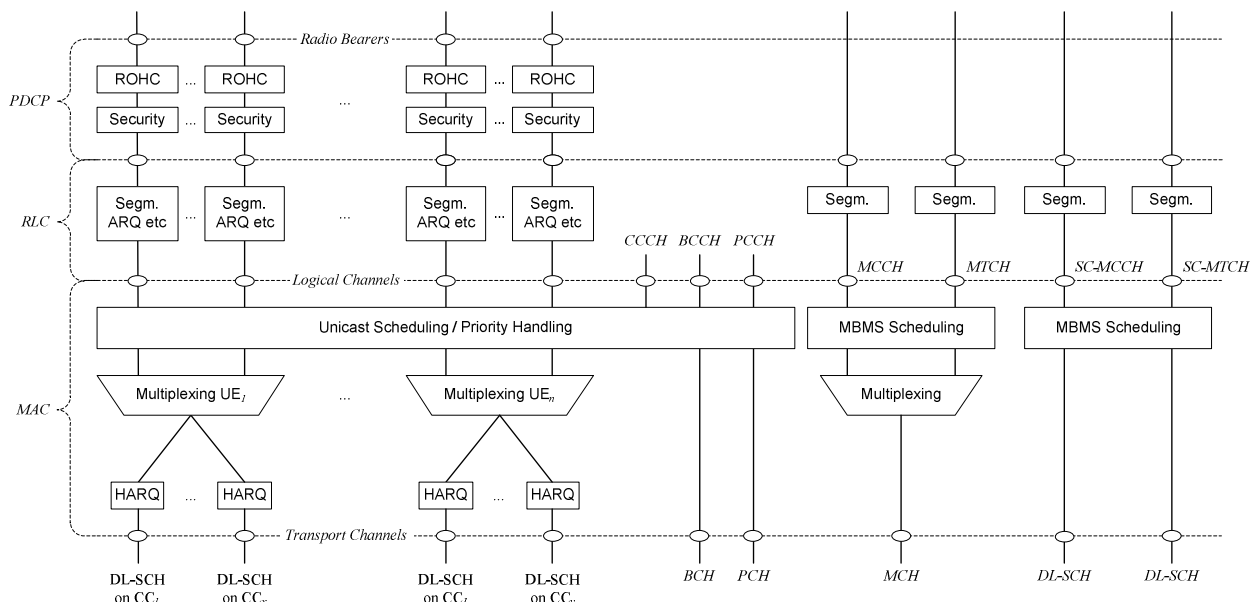 Radio Bearers
ROHC ... ROHC ROHC ... ROHC
PDCP ...
Security ... Security Security ... Security
Segm. ARQ etc ... Segm. ARQ etc ... Segm. ARQ etc ... Segm. ARQ etc Segm. Segm. Segm. Segm.
RLC
CCCH BCCH PCCH
Logical Channels MCCH MTCH SC-MCCH SC-MTCH
Unicast Scheduling / Priority Handling MBMS Scheduling MBMS Scheduling
Multiplexing UE1 ... Multiplexing UEn Multiplexing
MAC
HARQ ... HARQ HARQ ... HARQ
Transport Channels
DL-SCH DL-SCH DL-SCH DL-SCH BCH PCH MCH DL-SCH DL-SCH
on CC1 on CCx on CC1 on CCn